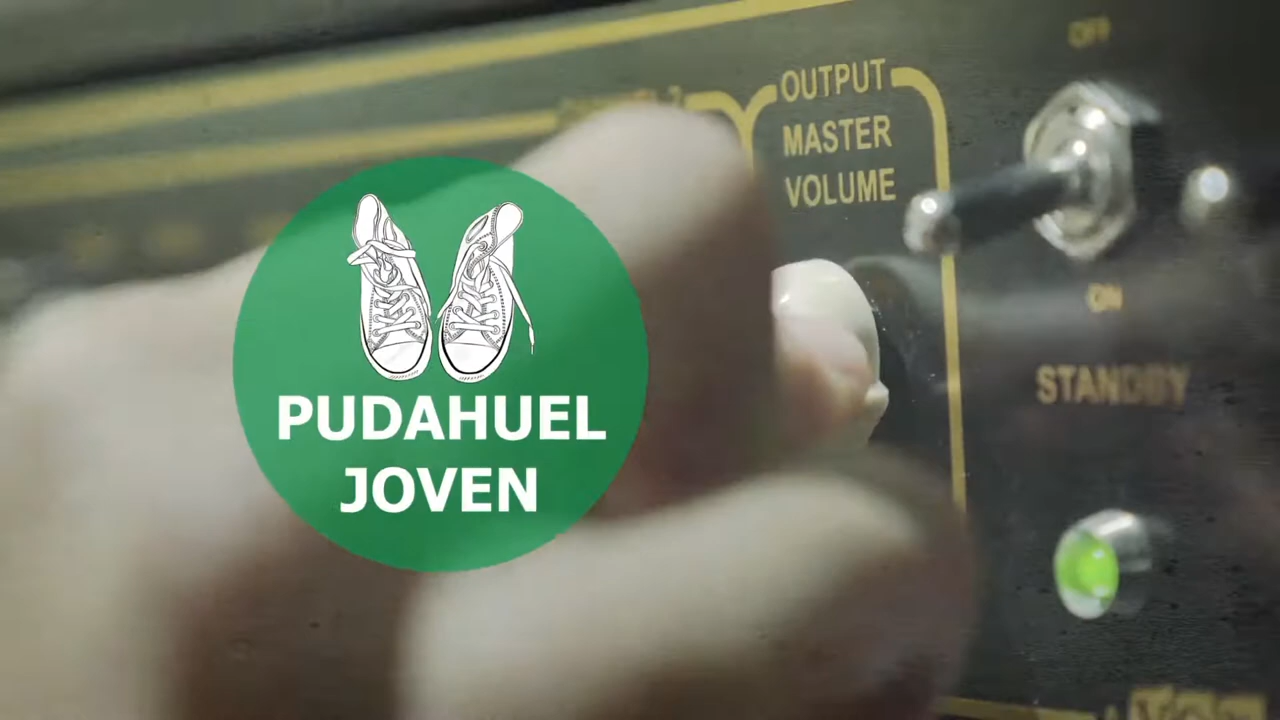 PUDAHUEL
JOVEN
OUTPUT
MASTER
VOLUME
OFF
ON
STANDBY